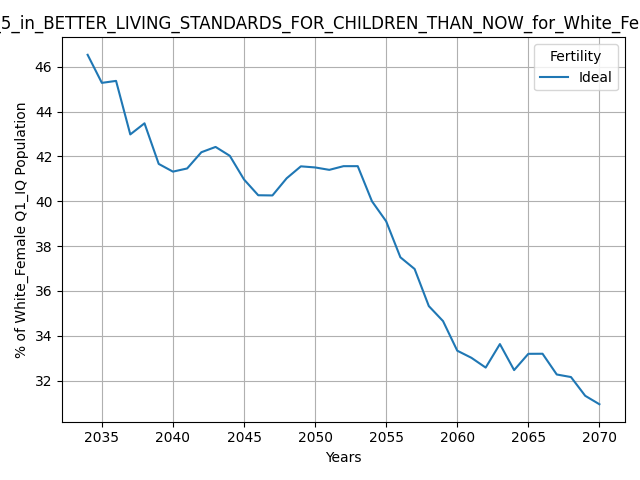 _5_in_BETTER_LIVING_STANDARDS_FOR_CHILDREN_THAN_NOW_for_White_Fe
Fertility
Ideal
% of White_Female Q1_IQ Population
46
44
42
40
38
36
34
32
2035 2040 2045 2050 2055 2060 2065 2070
Years